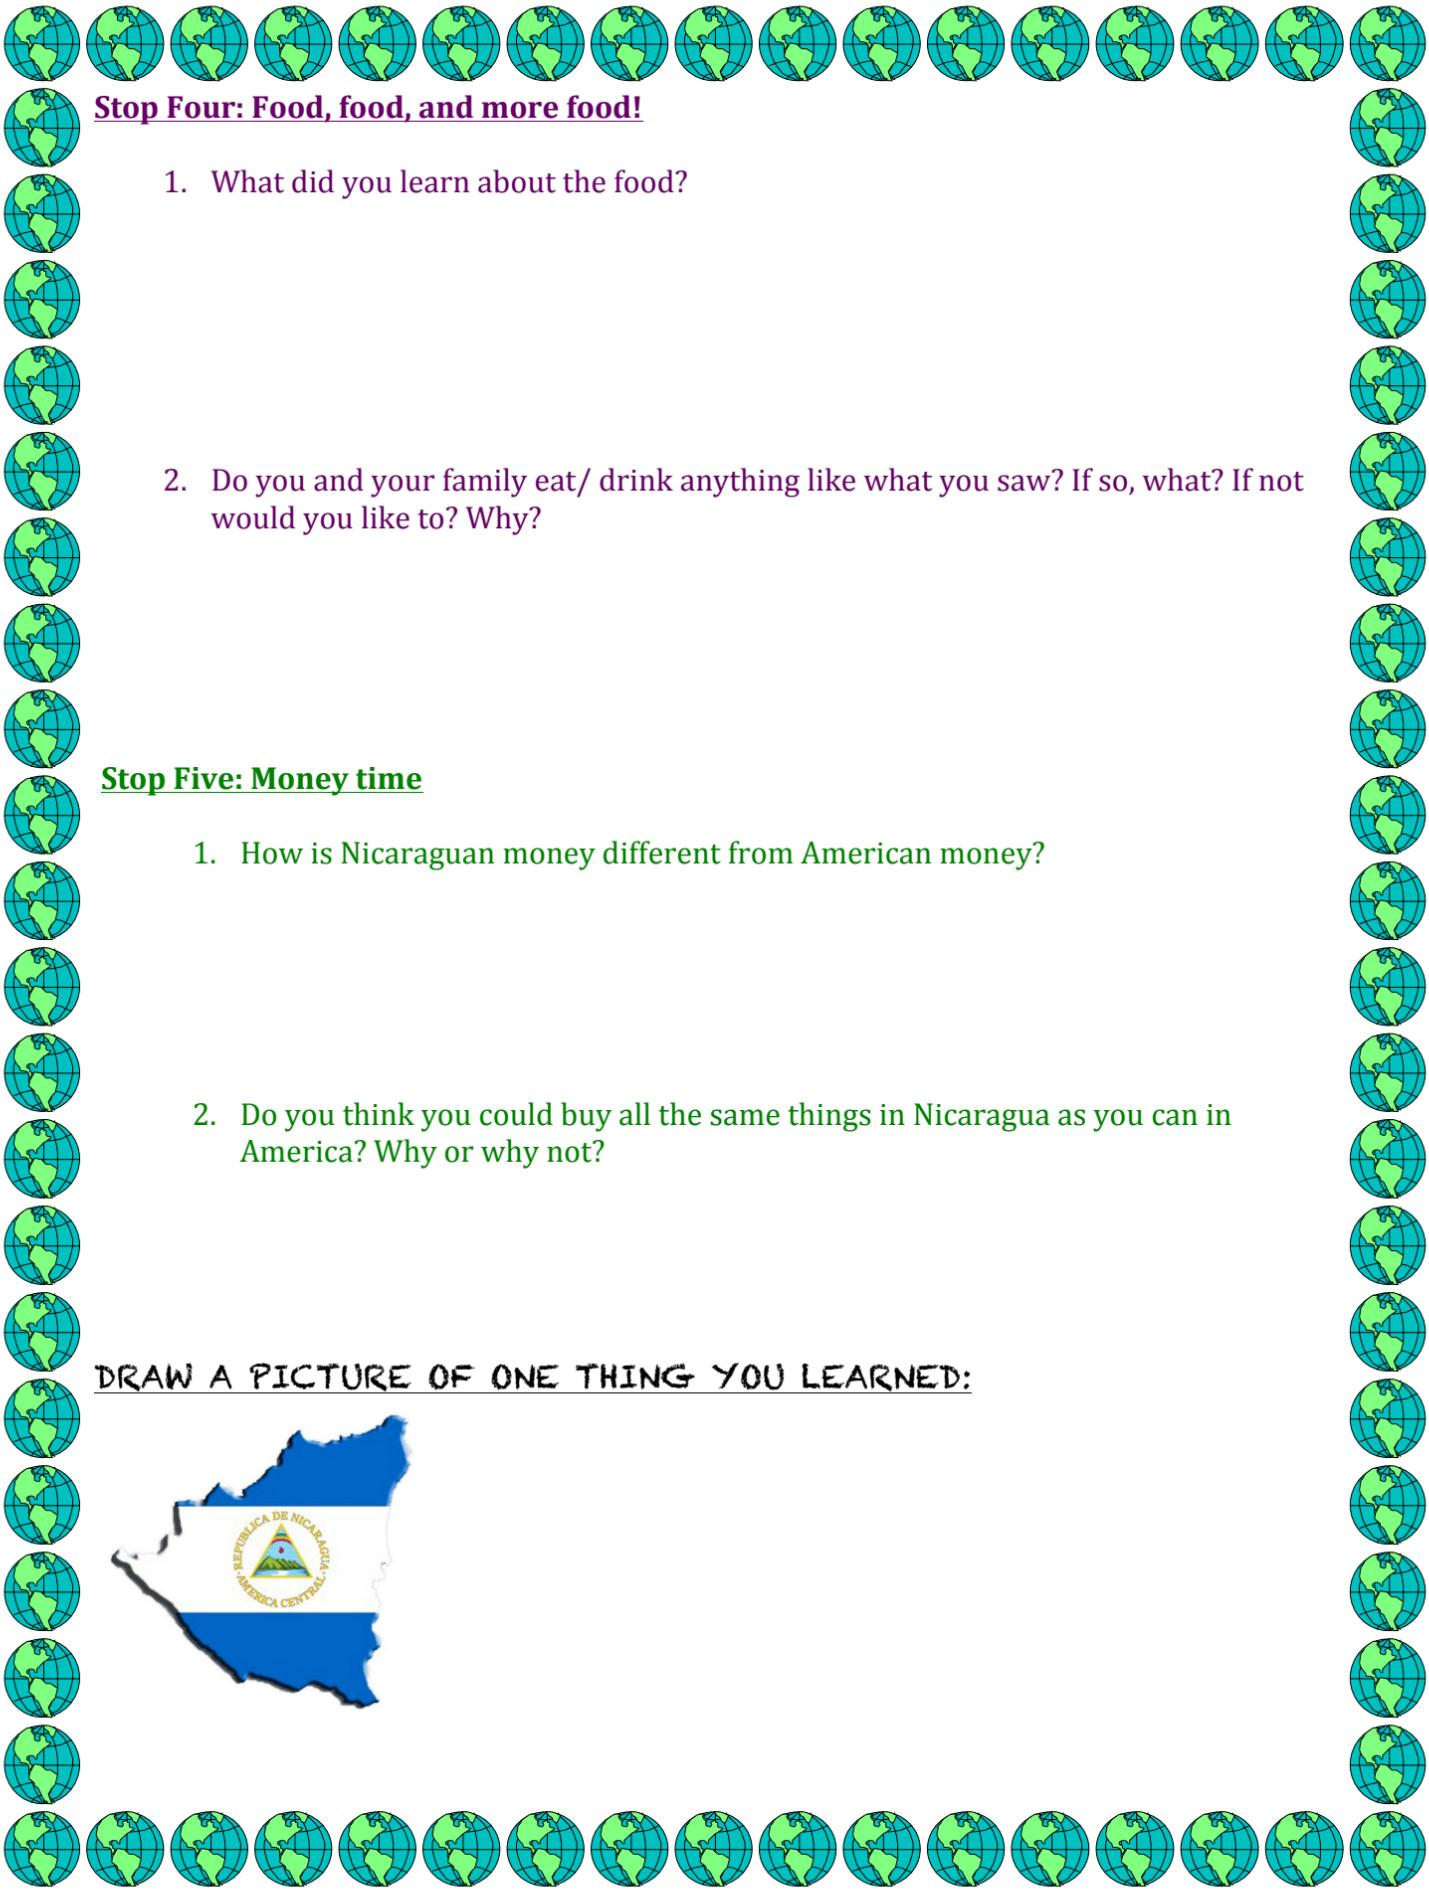 Stop Four: Food, food, and more food!
1. What did you learn about the food?
2. Do you and your family eat/ drink anything like what you saw? If so, what? If not
would you like to? Why?
Stop Five: Money time
1. How is Nicaraguan money different from American money?
2. Do you think you could buy all the same things in Nicaragua as you can in
America? Why or why not?
DRAW A PICTURE OF ONE THING YOU LEARNED:
REPUBLICA DE NICARAGUA
AMERICA CENTRAL